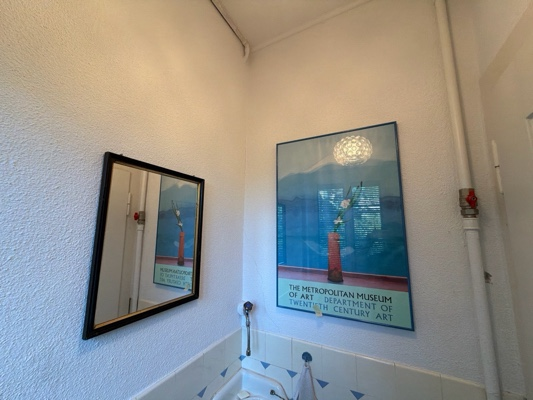 THE METROPOLITAN MUSEUM
OF ART DEPARTMENT OF
TWENTIETH CENTURY ART